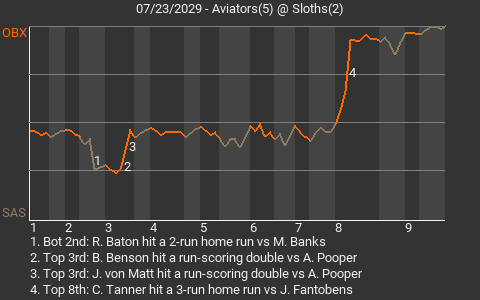 07/23/2029 - Aviators(5) @ Sloths(2)
OBX
4
1
3
2
SAS
1 2 3 4 5 6 7 8 9
1. Bot 2nd: R. Baton hit a 2-run home run vs M. Banks
2. Top 3rd: B. Benson hit a run-scoring double vs A. Pooper
3. Top 3rd: J. von Matt hit a run-scoring double vs A. Pooper
4. Top 8th: C. Tanner hit a 3-run home run vs J. Fantobens